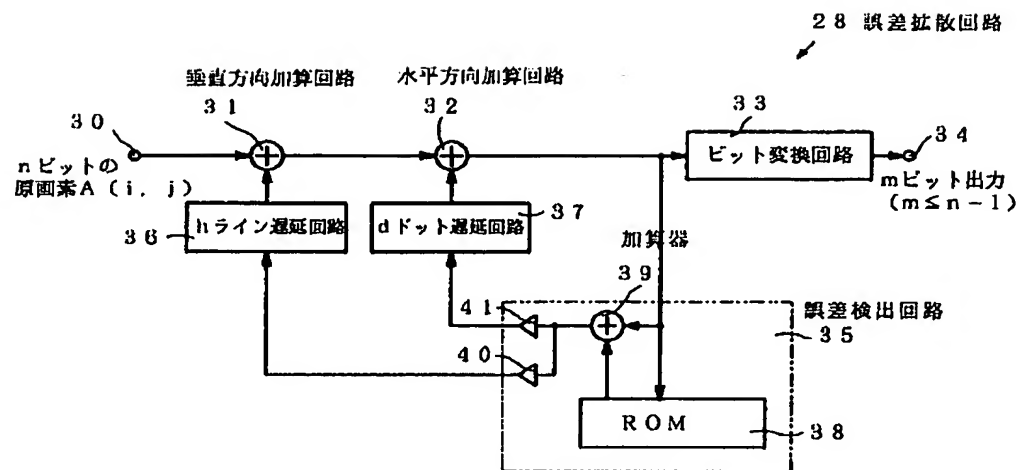 28 誤差拡散回路
垂直方向加算回路
水平方向加算回路
30
31
32
33
34
nビットの
原画素A(i, j)
ビット変換回路
mビット出力
(m≤n-1)
36
hライン遅延回路
dドット遅延回路
37
加算器
39
41
40
誤差検出回路
35
ROM
38